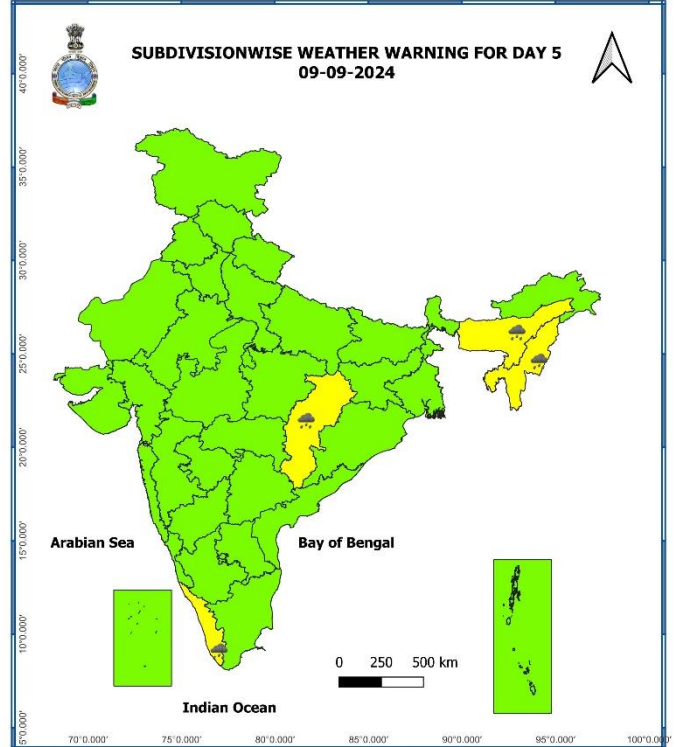 SUBDIVISIONWISE WEATHER WARNING FOR DAY 5
09-09-2024
40°0.000'
35°0.000'
30°0.000'
25°0.000'
20°0.000'
15°0.000'
10°0.000'
5°0.000'
Arabian Sea
Bay of Bengal
0 250 500 km
Indian Ocean
70°0.000' 75°0.000' 80°0.000' 85°0.000' 90°0.000' 95°0.000' 100°0.000'